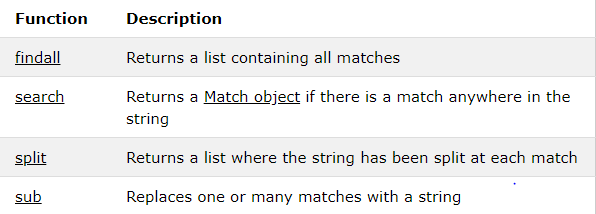 Function Description
findall Returns a list containing all matches
search Returns a Match object if there is a match anywhere in the
string
split Returns a list where the string has been split at each match
sub Replaces one or many matches with a string